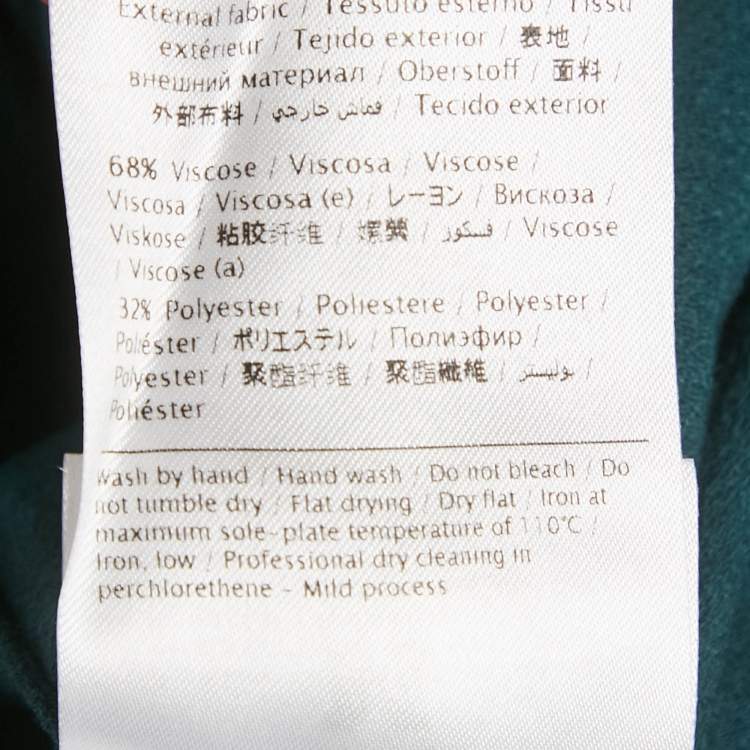 External fabric / Tessuto esterno / Tissu
extérieur / Tejido exterior / 表地 /
внешний материал / Oberstoff / 面料 /
外部布料 / قماش خارجي / Tecido exterior
68% Viscose / Viscosa / Viscose /
Viscosa / Viscosa (e) / レーヨン / Вискоза /
Viskose / 粘胶纤维 / 嫘縈 / فسكوز / Viscose
/ Viscose (a)
32% Polyester / Poliestere / Polyester /
Poliéster / ポリエステル / Полиэфир /
Polyester / 聚酯纤维 / 聚酯纖維 / بوليستر /
Poliéster
Wash by hand / Hand wash / Do not bleach / Do
not tumble dry / Flat drying / Dry flat / Iron at
maximum sole-plate temperature of 110°C /
Iron, low / Professional dry cleaning in
perchlorethene - Mild process